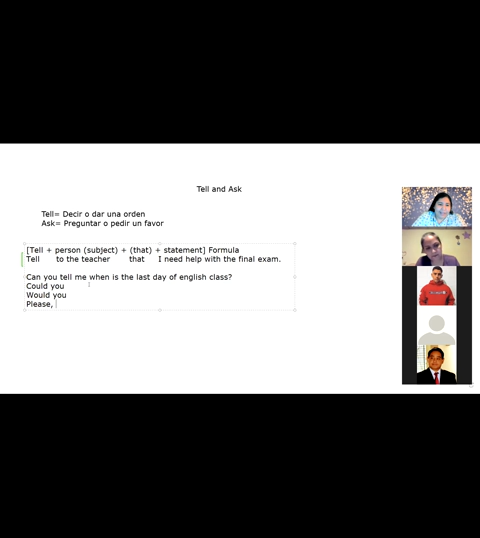 Tell and Ask
Tell= Decir o dar una orden
Ask= Preguntar o pedir un favor
[Tell + person (subject) + (that) + statement] Formula
Tell to the teacher that I need help with the final exam.
Can you tell me when is the last day of english class?
Could you
Would you
Please,